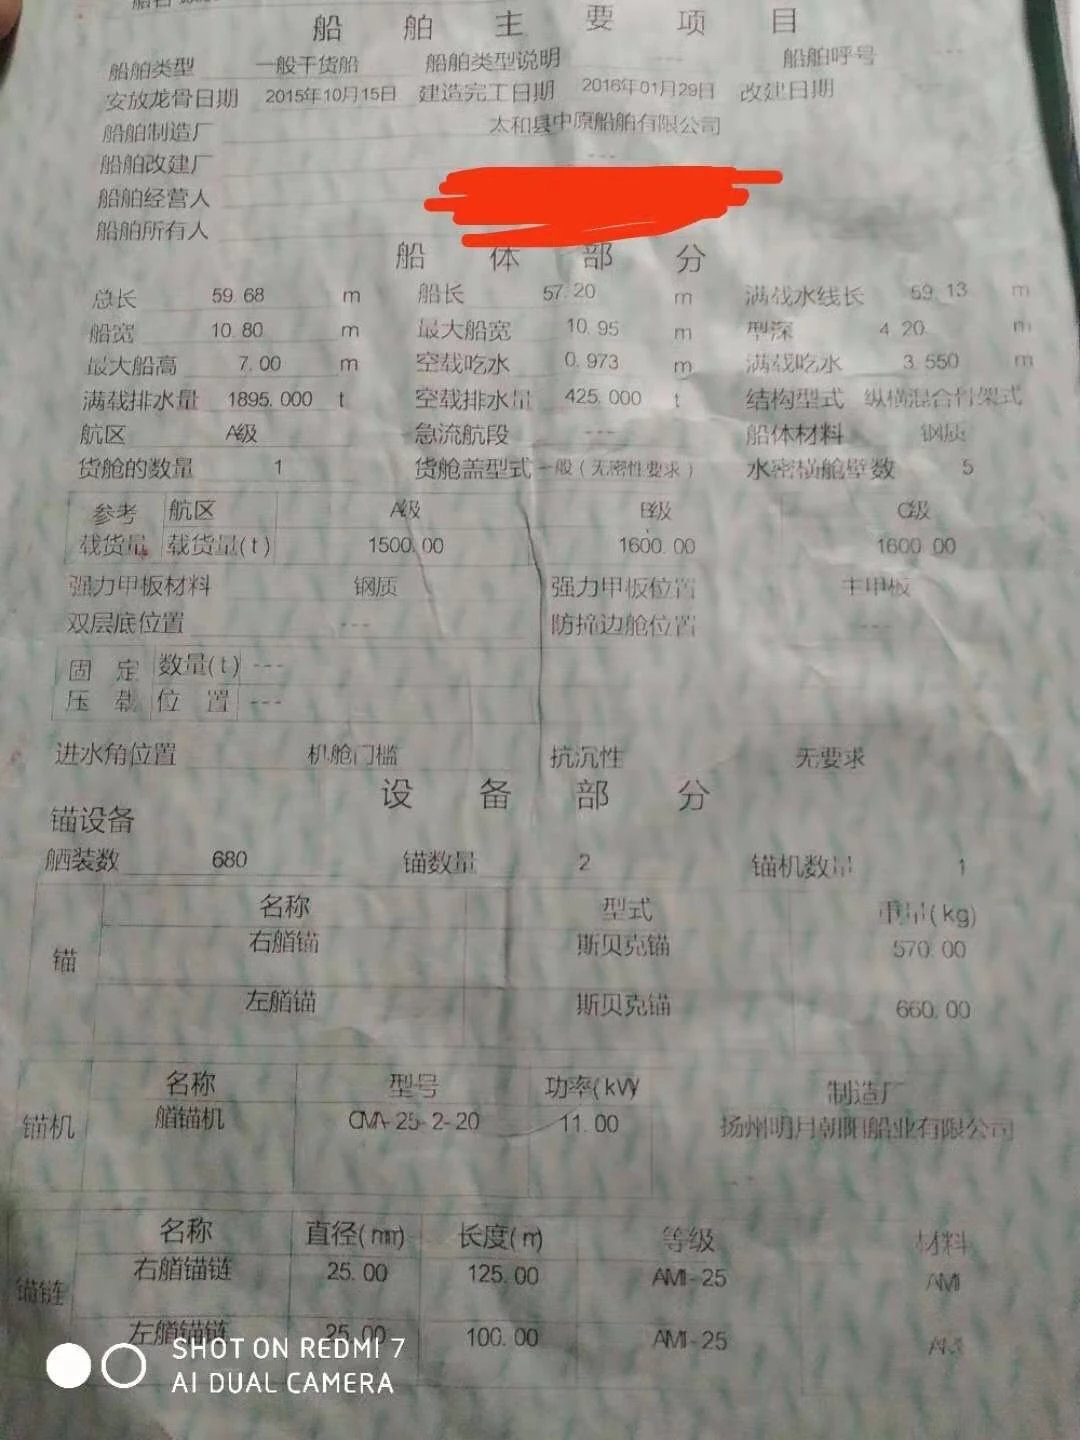 船舶主要项目
船舶类型 一般干货船 船舶类型说明 --- 船舶呼号 ---
安放龙骨日期 2015年10月15日 建造完工日期 2016年01月29日 改建日期 ---
船舶制造厂 太和县中原船舶有限公司
船舶改建厂 ---
船舶经营人
船舶所有人
船体部分
总长 59.68 m 船长 57.20 m 满载水线长 59.13 m
船宽 10.80 m 最大船宽 10.95 m 型深 4.20 m
最大船高 7.00 m 空载吃水 0.973 m 满载吃水 3.550 m
满载排水量 1895.000 t 空载排水量 425.000 t 结构型式 纵横混合骨架式
航区 A级 急流航段 --- 船体材料 钢质
货舱的数量 1 货舱盖型式 一般(无密性要求) 水密横舱壁数 5
参考 航区 A级 B级 C级
载货量 载货量(t) 1500.00 1600.00 1600.00
强力甲板材料 钢质 强力甲板位置 主甲板
双层底位置 --- 防撞边舱位置 ---
固定 数量(t) ---
压载 位置 ---
进水角位置 机舱门槛 抗沉性 无要求
设备部分
锚设备
舾装数 680 锚数量 2 锚机数量 1
名称 型式 重量(kg)
锚 右艏锚 斯贝克锚 570.00
左艏锚 斯贝克锚 660.00
名称 型号 功率(kW) 制造厂
锚机 艏锚机 CMA-25-2-20 11.00 扬州明月朝阳船业有限公司
名称 直径(mm) 长度(m) 等级 材料
锚链 右艏锚链 25.00 125.00 AM1-25 AM1
左艏锚链 25.00 100.00 AM1-25
SHOT ON REDMI 7
AI DUAL CAMERA